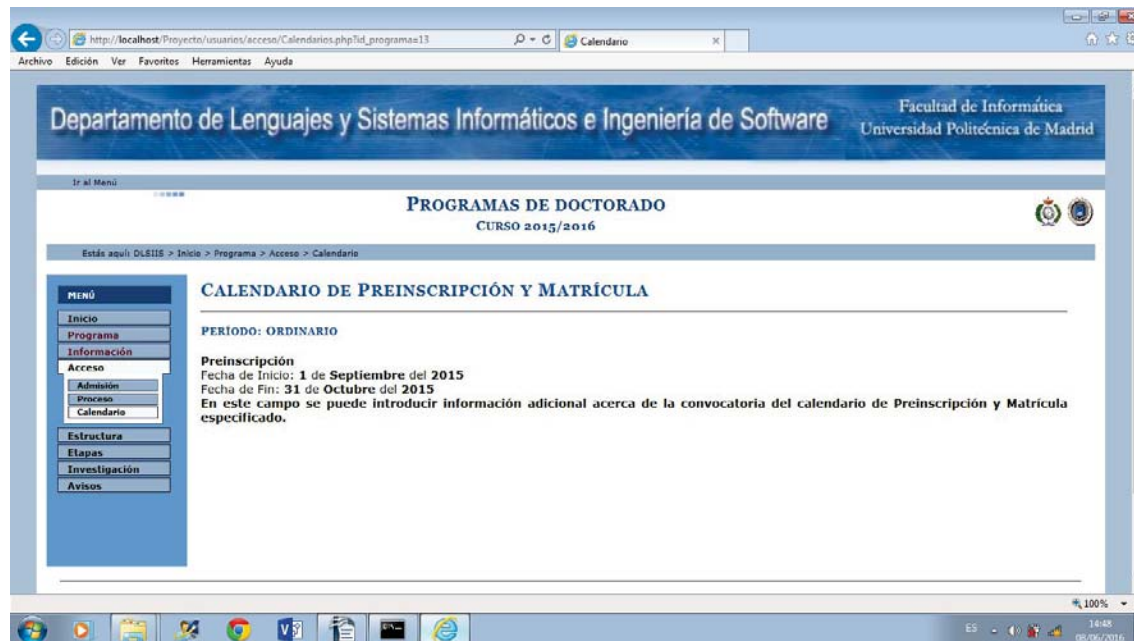 http://localhost/Proyecto/usuarios/acceso/Calendarios.php?id_programa=13
Calendario
Archivo Edición Ver Favoritos Herramientas Ayuda
Departamento de Lenguajes y Sistemas Informáticos e Ingeniería de Software
Facultad de Informática
Universidad Politécnica de Madrid
Ir al Menú
PROGRAMAS DE DOCTORADO
CURSO 2015/2016
Estás aquí: DLSIIS > Inicio > Programa > Acceso > Calendario
MENÚ
Inicio
Programa
Información
Acceso
Admisión
Proceso
Calendario
Estructura
Etapas
Investigación
Avisos
CALENDARIO DE PREINSCRIPCIÓN Y MATRÍCULA
PERÍODO: ORDINARIO
Preinscripción
Fecha de Inicio: 1 de Septiembre del 2015
Fecha de Fin: 31 de Octubre del 2015
En este campo se puede introducir información adicional acerca de la convocatoria del calendario de Preinscripción y Matrícula
especificado.
100%
ES
14:48
08/06/2016